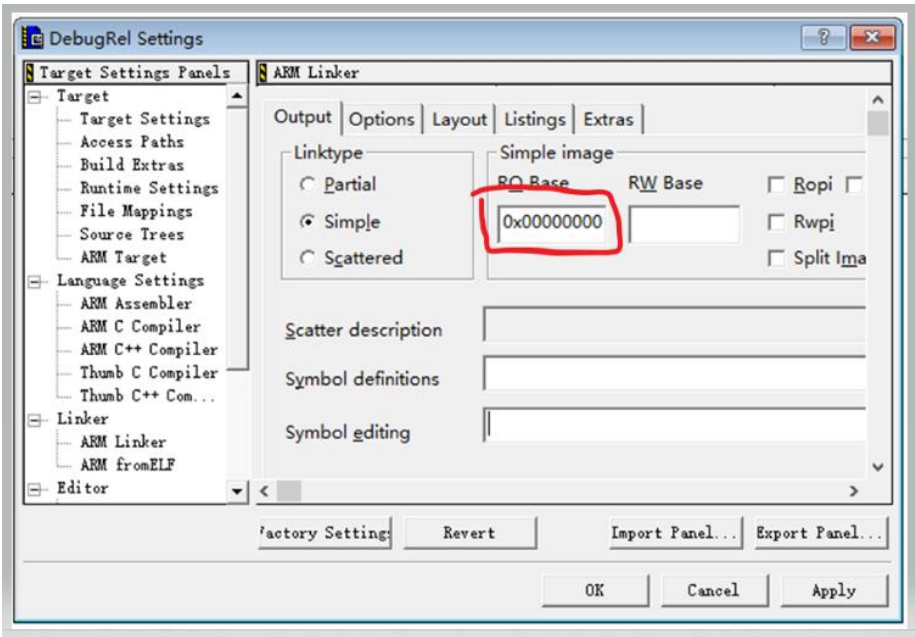 DebugRel Settings
Target Settings Panels
Target
Target Settings
Access Paths
Build Extras
Runtime Settings
File Mappings
Source Trees
ARM Target
Language Settings
ARM Assembler
ARM C Compiler
ARM C++ Compiler
Thumb C Compiler
Thumb C++ Com...
Linker
ARM Linker
ARM fromELF
Editor
ARM Linker
Output Options Layout Listings Extras
Linktype
Partial
Simple
Scattered
Simple image
RO Base RW Base
0x00000000
Ropi
Rwpi
Split Ima
Scatter description
Symbol definitions
Symbol editing
Factory Setting: Revert Import Panel... Export Panel...
OK Cancel Apply